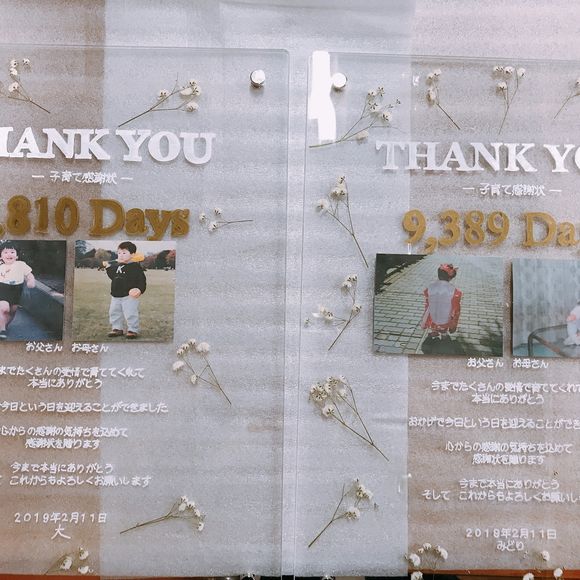 HANK YOU
— 子育て感謝状 —
,810 Days
お父さん お母さん
までたくさんの愛情で育ててくれて
本当にありがとう
今日という日を迎えることができました
心からの感謝の気持ちを込めて
感謝状を贈ります
今まで本当にありがとう
て これからもよろしくお願いします
2019年2月11日
大
THANK YO
— 子育て感謝状 —
9,389 Da
お父さん お母さん
今までたくさんの愛情で育ててくれて
本当にありがとう
おかげで今日という日を迎えることができ
心からの感謝の気持ちを込めて
感謝状を贈ります
今まで本当にありがとう
そして これからもよろしくお願い
2019年2月11日
みどり